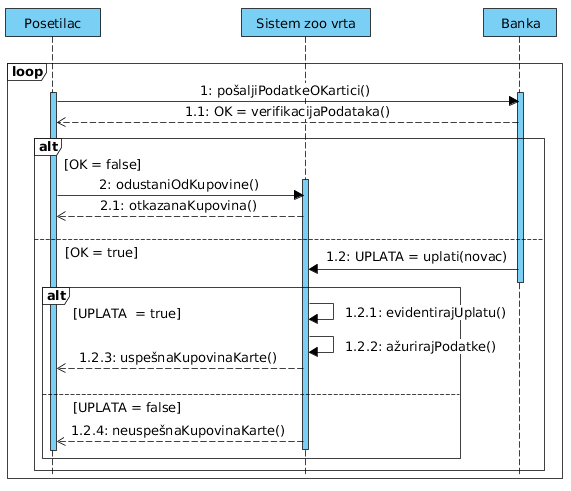 Posetilac
Sistem zoo vrta
Banka
loop
1: pošaljiPodatkeOKartici()
1.1: OK = verifikacijaPodataka()
alt
[OK = false]
2: odustaniOdKupovine()
2.1: otkazanaKupovina()
[OK = true]
1.2: UPLATA = uplati(novac)
alt
[UPLATA  = true]
1.2.1: evidentirajUplatu()
1.2.2: ažurirajPodatke()
1.2.3: uspešnaKupovinaKarte()
[UPLATA = false]
1.2.4: neuspešnaKupovinaKarte()